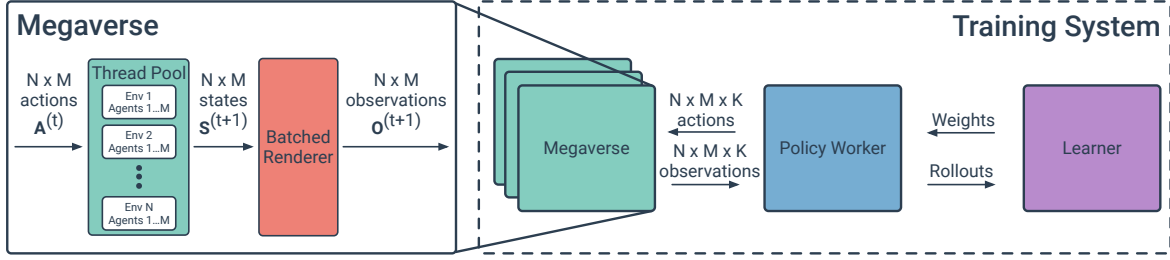 Megaverse
N x M
actions
A(t)
Thread Pool
Env 1
Agents 1...M
Env 2
Agents 1...M
Env N
Agents 1...M
N x M
states
S(t+1)
Batched
Renderer
N x M
observations
O(t+1)
Training System
Megaverse
N x M x K
actions
N x M x K
observations
Policy Worker
Weights
Rollouts
Learner